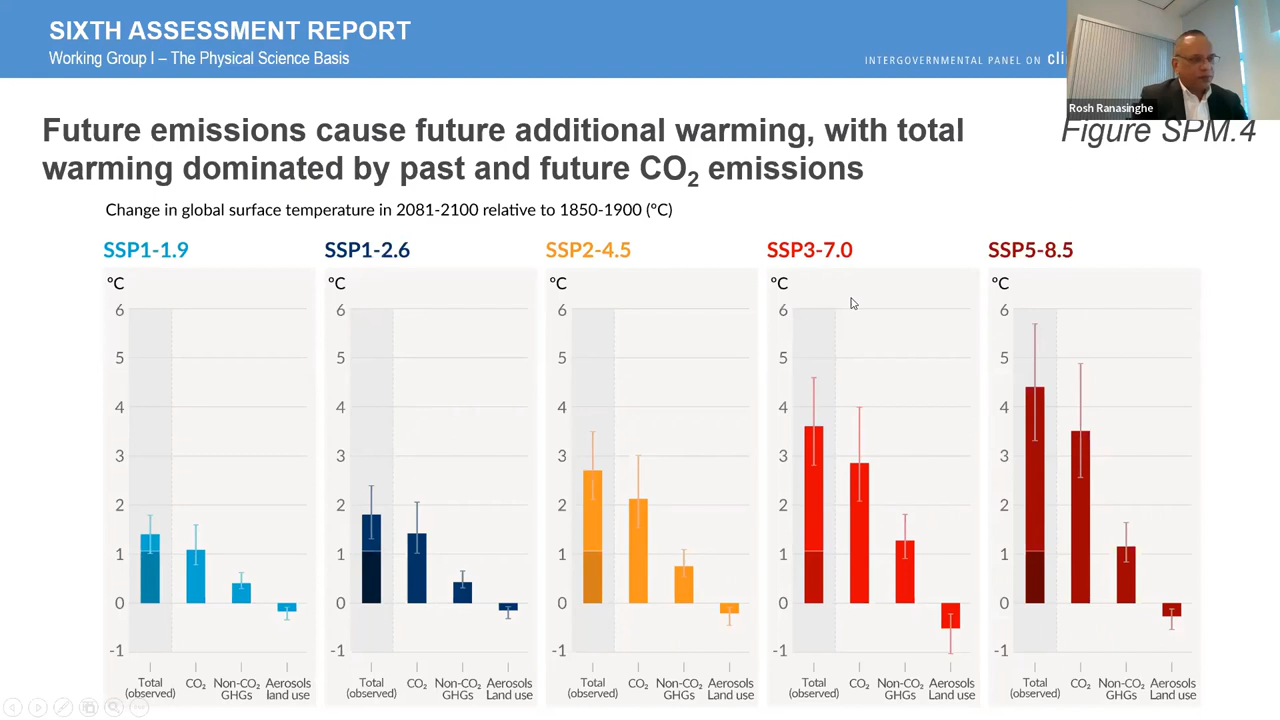 SIXTH ASSESSMENT REPORT
Working Group I – The Physical Science Basis
INTERGOVERNMENTAL PANEL ON
Rosh Ranasinghe
Future emissions cause future additional warming, with total
warming dominated by past and future CO₂ emissions
Figure SPM.4
Change in global surface temperature in 2081-2100 relative to 1850-1900 (°C)
SSP1-1.9
°C
6
5
4
3
2
1
0
-1
Total
(observed)
CO₂
Non-CO₂
GHGs
Aerosols
Land use
SSP1-2.6
°C
6
5
4
3
2
1
0
-1
Total
(observed)
CO₂
Non-CO₂
GHGs
Aerosols
Land use
SSP2-4.5
°C
6
5
4
3
2
1
0
-1
Total
(observed)
CO₂
Non-CO₂
GHGs
Aerosols
Land use
SSP3-7.0
°C
6
5
4
3
2
1
0
-1
Total
(observed)
CO₂
Non-CO₂
GHGs
Aerosols
Land use
SSP5-8.5
°C
6
5
4
3
2
1
0
-1
Total
(observed)
CO₂
Non-CO₂
GHGs
Aerosols
Land use